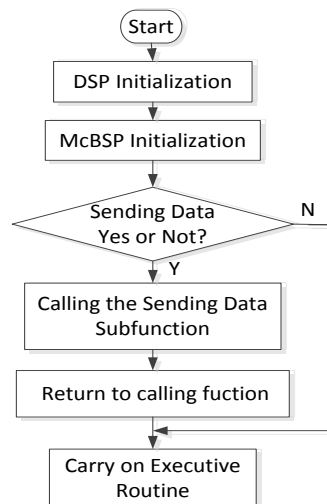 Start
DSP Initialization
McBSP Initialization
Sending Data
Yes or Not?
N
Y
Calling the Sending Data
Subfunction
Return to calling fuction
Carry on Executive
Routine